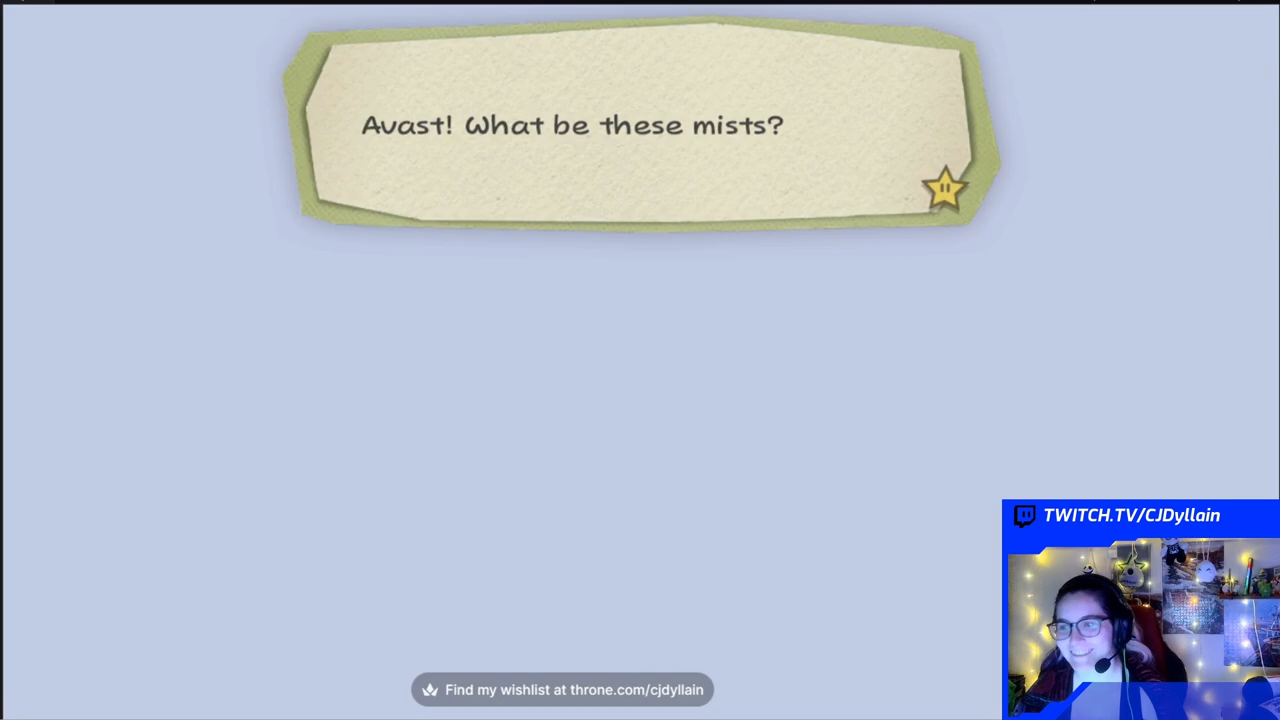 Avast! What be these mists?
TWITCH.TV/CJDyllain
Find my wishlist at throne.com/cjdyllain